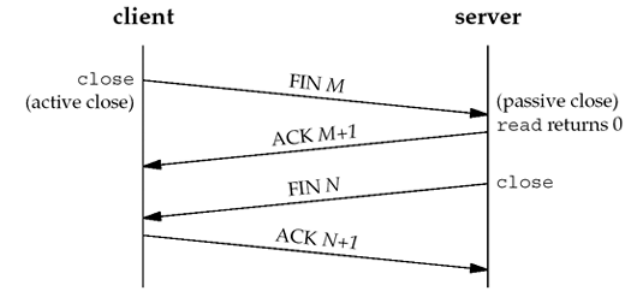 client
server
close
(active close)
FIN M
(passive close)
read returns 0
ACK M+1
FIN N
close
ACK N+1